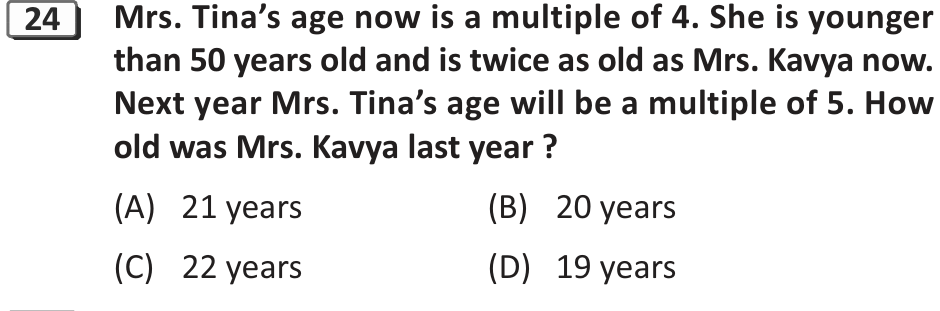 24 Mrs. Tina’s age now is a multiple of 4. She is younger
than 50 years old and is twice as old as Mrs. Kavya now.
Next year Mrs. Tina’s age will be a multiple of 5. How
old was Mrs. Kavya last year ?
(A) 21 years (B) 20 years
(C) 22 years (D) 19 years